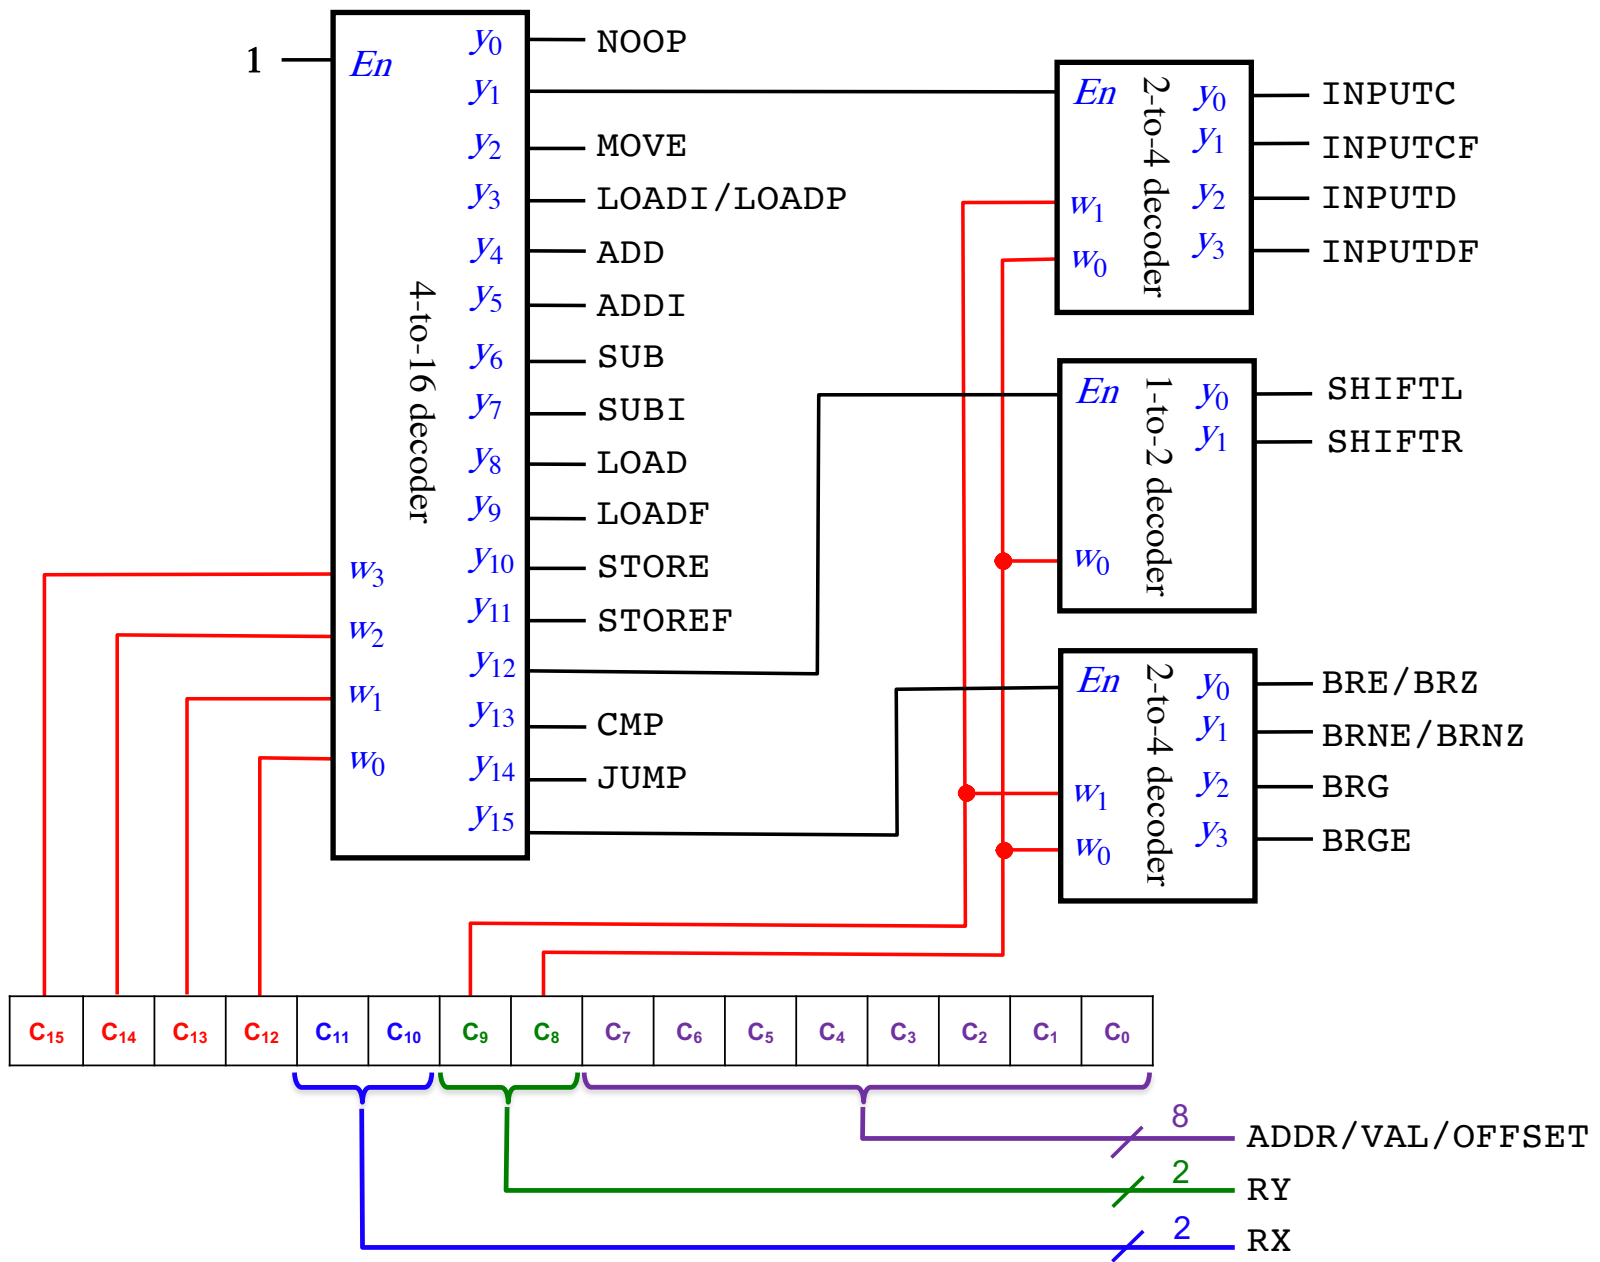 1
En
4-to-16 decoder
w3
w2
w1
w0
y0 NOOP
y1
y2 MOVE
y3 LOADI/LOADP
y4 ADD
y5 ADDI
y6 SUB
y7 SUBI
y8 LOAD
y9 LOADF
y10 STORE
y11 STOREF
y12
y13 CMP
y14 JUMP
y15
En
w1
w0
2-to-4 decoder
y0 INPUTC
y1 INPUTCF
y2 INPUTD
y3 INPUTDF
En
w0
1-to-2 decoder
y0 SHIFTL
y1 SHIFTR
En
w1
w0
2-to-4 decoder
y0 BRE/BRZ
y1 BRNE/BRNZ
y2 BRG
y3 BRGE
C15 C14 C13 C12 C11 C10 C9 C8 C7 C6 C5 C4 C3 C2 C1 C0
8 ADDR/VAL/OFFSET
2 RY
2 RX